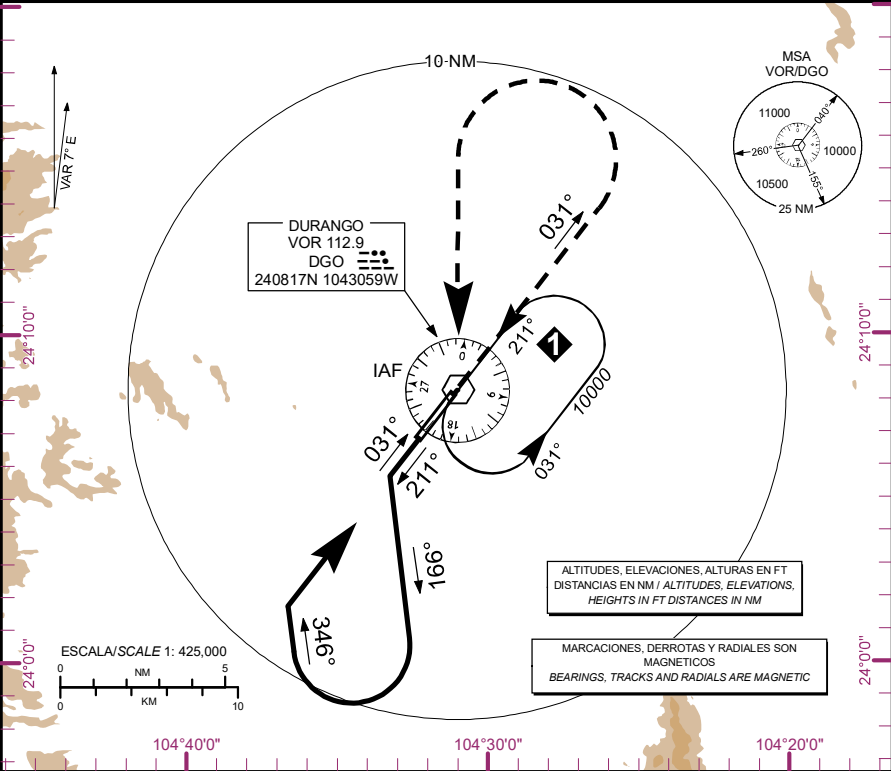 10 NM
MSA
VOR/DGO
11000
040°
260°
10000
10500
155°
25 NM
VAR 7° E
DURANGO
VOR 112.9
DGO
240817N 1043059W
031°
211°
1
10000
031°
IAF
0
9
18
27
031°
211°
166°
346°
24°10'0"
24°10'0"
ALTITUDES, ELEVACIONES, ALTURAS EN FT
DISTANCIAS EN NM / ALTITUDES, ELEVATIONS,
HEIGHTS IN FT DISTANCES IN NM
MARCACIONES, DERROTAS Y RADIALES SON
MAGNETICOS
BEARINGS, TRACKS AND RADIALS ARE MAGNETIC
ESCALA/SCALE 1: 425,000
0 5
NM
KM
0 10
24°0'0"
24°0'0"
104°40'0"
104°30'0"
104°20'0"